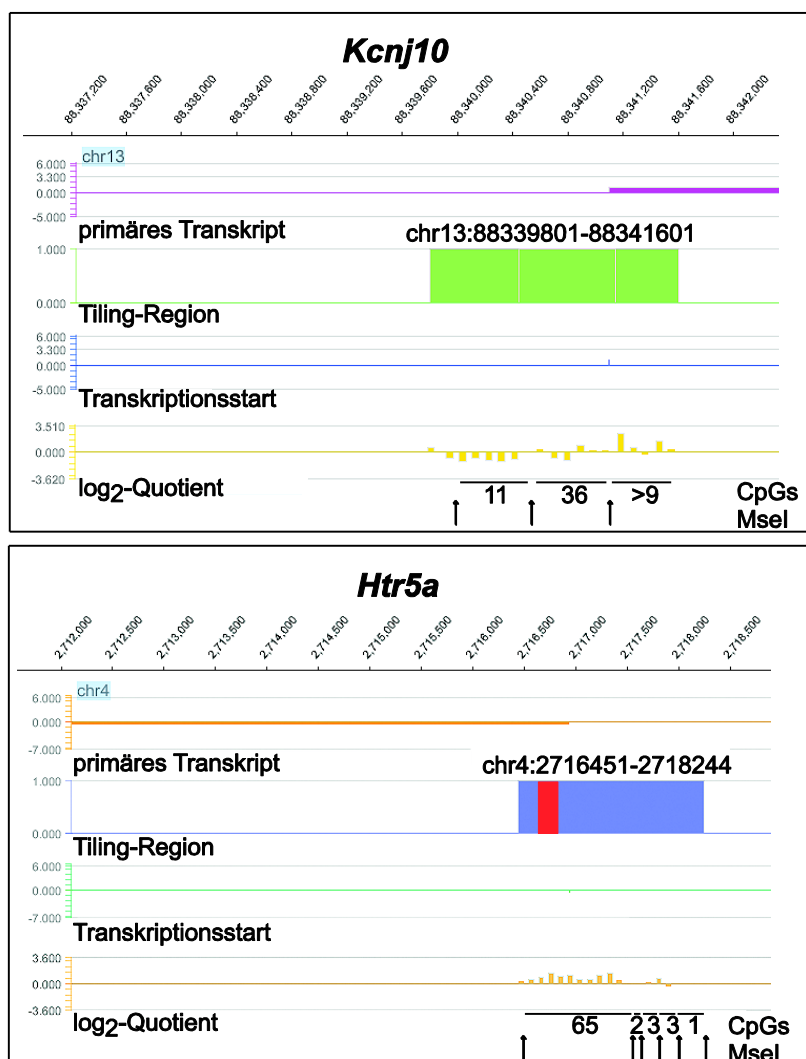 Kcnj10
88,337,200 88,337,600 88,338,000 88,338,400 88,338,800 88,339,200 88,339,600 88,340,000 88,340,400 88,340,800 88,341,200 88,341,600 88,342,000
chr13
6.000
3.300
0.000
-5.000
primäres Transkript
chr13:88339801-88341601
1.000
0.000
Tiling-Region
6.000
3.300
0.000
-5.000
Transkriptionsstart
3.510
0.000
-3.620
log2-Quotient
11 36 >9 CpGs
MseI
Htr5a
2,712,000 2,712,500 2,713,000 2,713,500 2,714,000 2,714,500 2,715,000 2,715,500 2,716,000 2,716,500 2,717,000 2,717,500 2,718,000 2,718,500
chr4
6.000
0.000
-7.000
primäres Transkript
chr4:2716451-2718244
1.000
0.000
Tiling-Region
6.000
0.000
-7.000
Transkriptionsstart
3.600
0.000
-3.600
log2-Quotient
65 2 3 3 1 CpGs
MseI